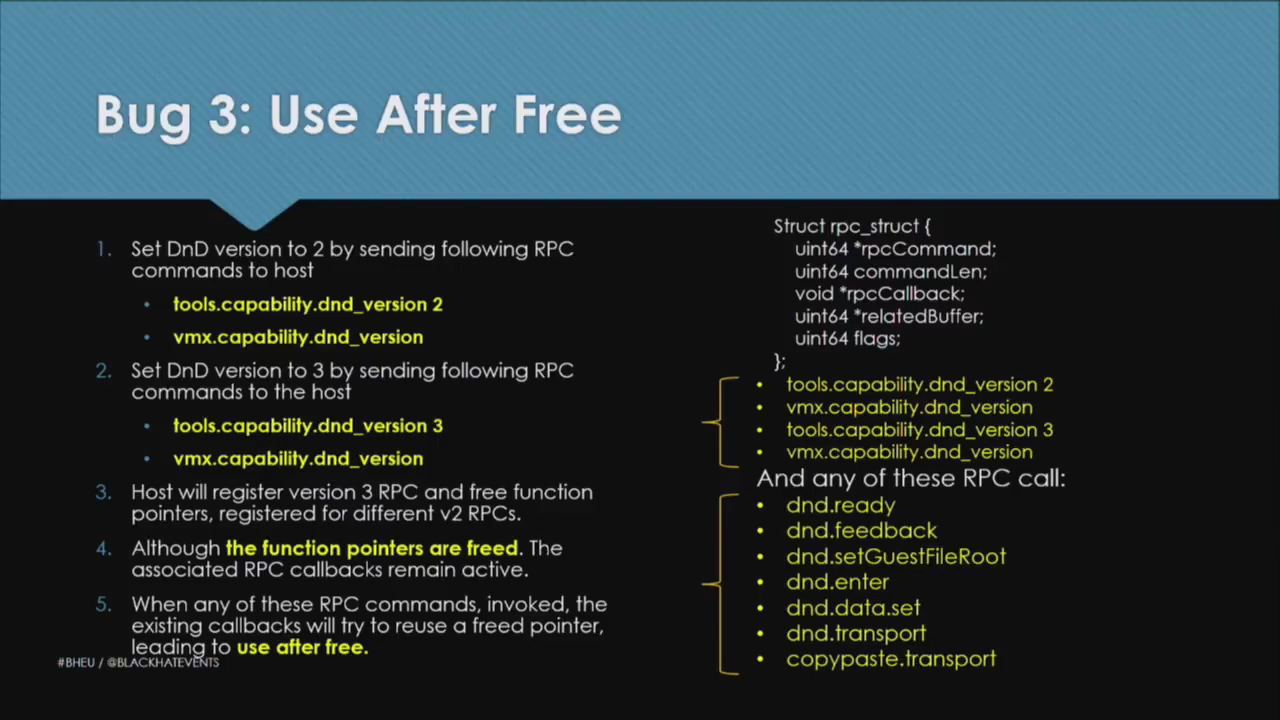 Bug 3: Use After Free
1. Set DnD version to 2 by sending following RPC
commands to host
• tools.capability.dnd_version 2
• vmx.capability.dnd_version
2. Set DnD version to 3 by sending following RPC
commands to the host
• tools.capability.dnd_version 3
• vmx.capability.dnd_version
3. Host will register version 3 RPC and free function
pointers, registered for different v2 RPCs.
4. Although the function pointers are freed. The
associated RPC callbacks remain active.
5. When any of these RPC commands, invoked, the
existing callbacks will try to reuse a freed pointer,
leading to use after free.
#BHEU / @BLACKHATEVENTS
Struct rpc_struct {
uint64 *rpcCommand;
uint64 commandLen;
void *rpcCallback;
uint64 *relatedBuffer;
uint64 flags;
};
• tools.capability.dnd_version 2
• vmx.capability.dnd_version
• tools.capability.dnd_version 3
• vmx.capability.dnd_version
And any of these RPC call:
• dnd.ready
• dnd.feedback
• dnd.setGuestFileRoot
• dnd.enter
• dnd.data.set
• dnd.transport
• copypaste.transport